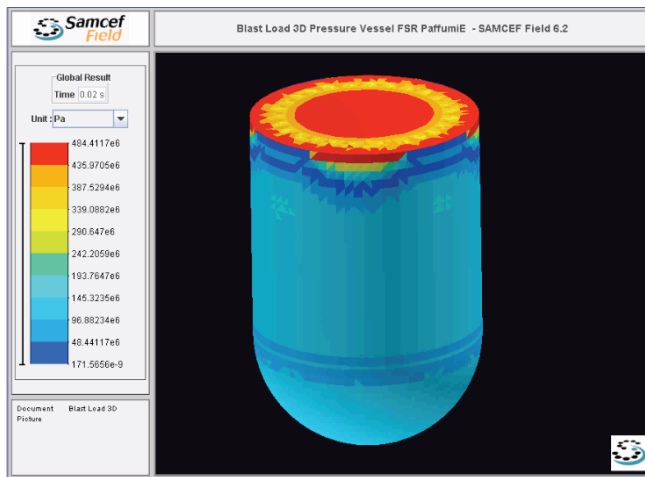 Samcef
Field
Blast Load 3D Pressure Vessel FSR PaffumiE - SAMCEF Field 6.2
Global Result
Time 0.02 s
Unit : Pa
484.4117e6
435.9705e6
387.5294e6
339.0882e6
290.647e6
242.2059e6
193.7647e6
145.3235e6
96.88234e6
48.44117e6
171.5656e-9
Document Blast Load 3D
Picture